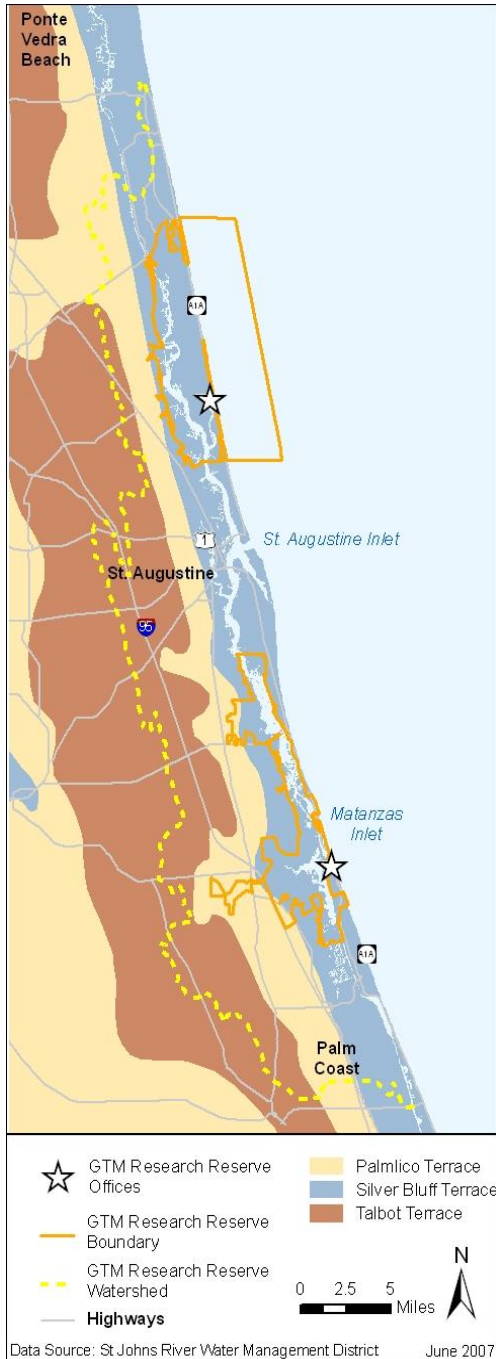 Ponte
Vedra
Beach
A1A
1
St. Augustine Inlet
St. Augustine
95
Matanzas
Inlet
A1A
Palm
Coast
GTM Research Reserve
Offices
GTM Research Reserve
Boundary
GTM Research Reserve
Watershed
Highways
Palmlico Terrace
Silver Bluff Terrace
Talbot Terrace
N
0 2.5 5
Miles
Data Source: St Johns River Water Management District June 2007